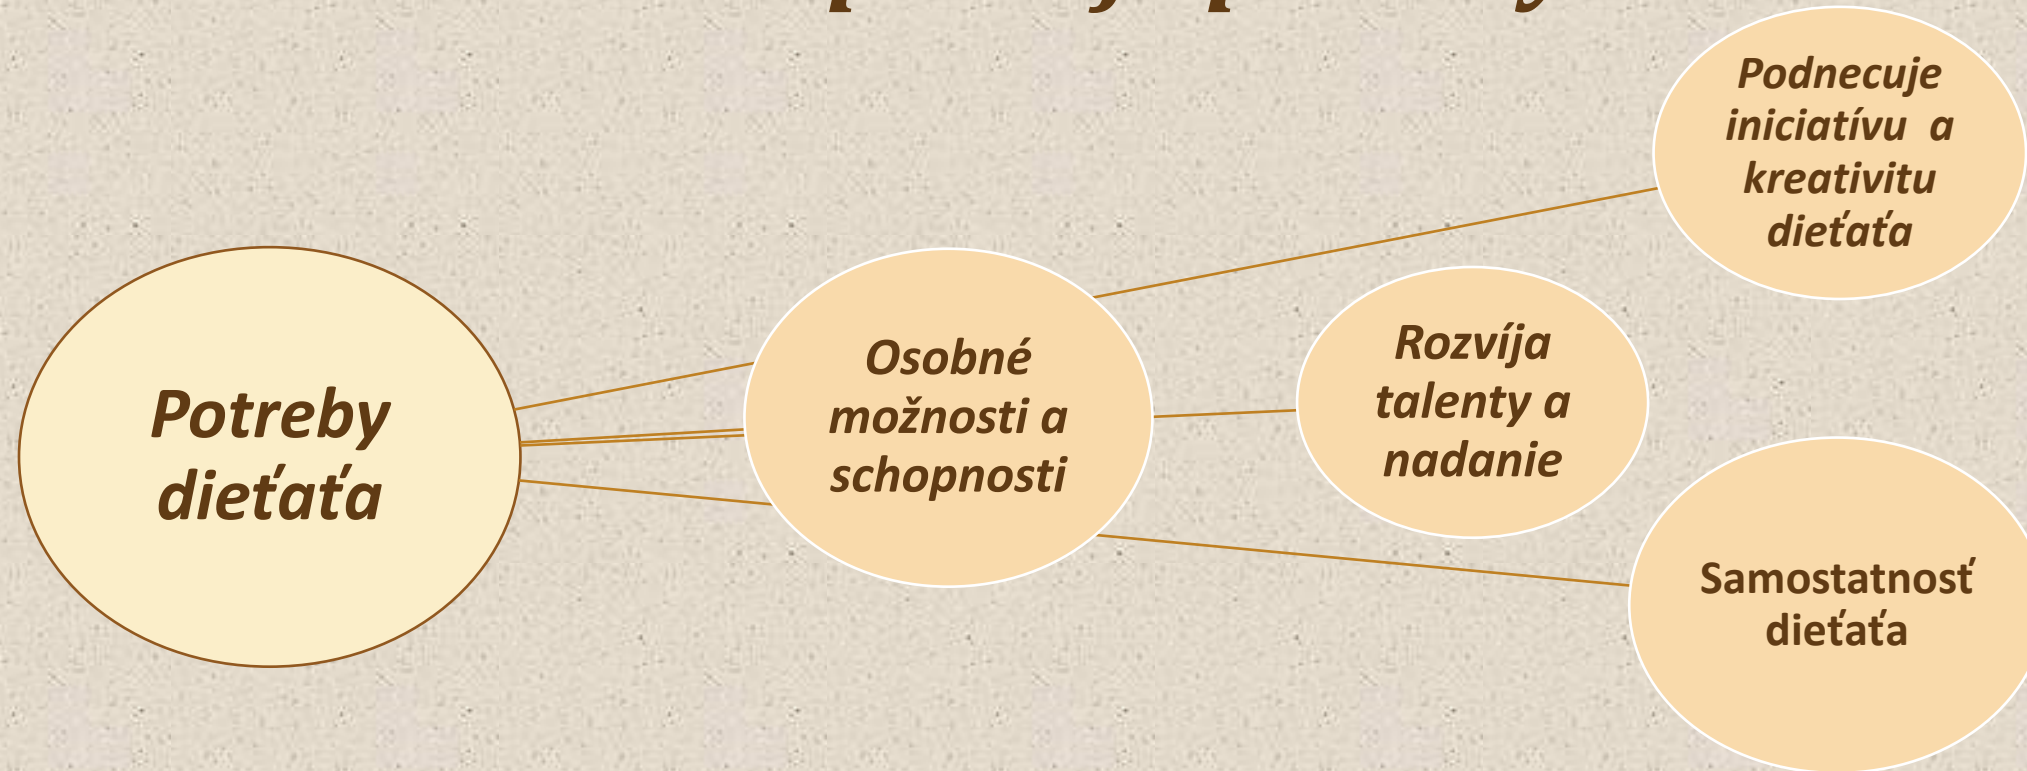 Potreby
dieťaťa
Osobné
možnosti a
schopnosti
Rozvíja
talenty a
nadanie
Podnecuje
iniciatívu a
kreativitu
dieťaťa
Samostatnosť
dieťaťa